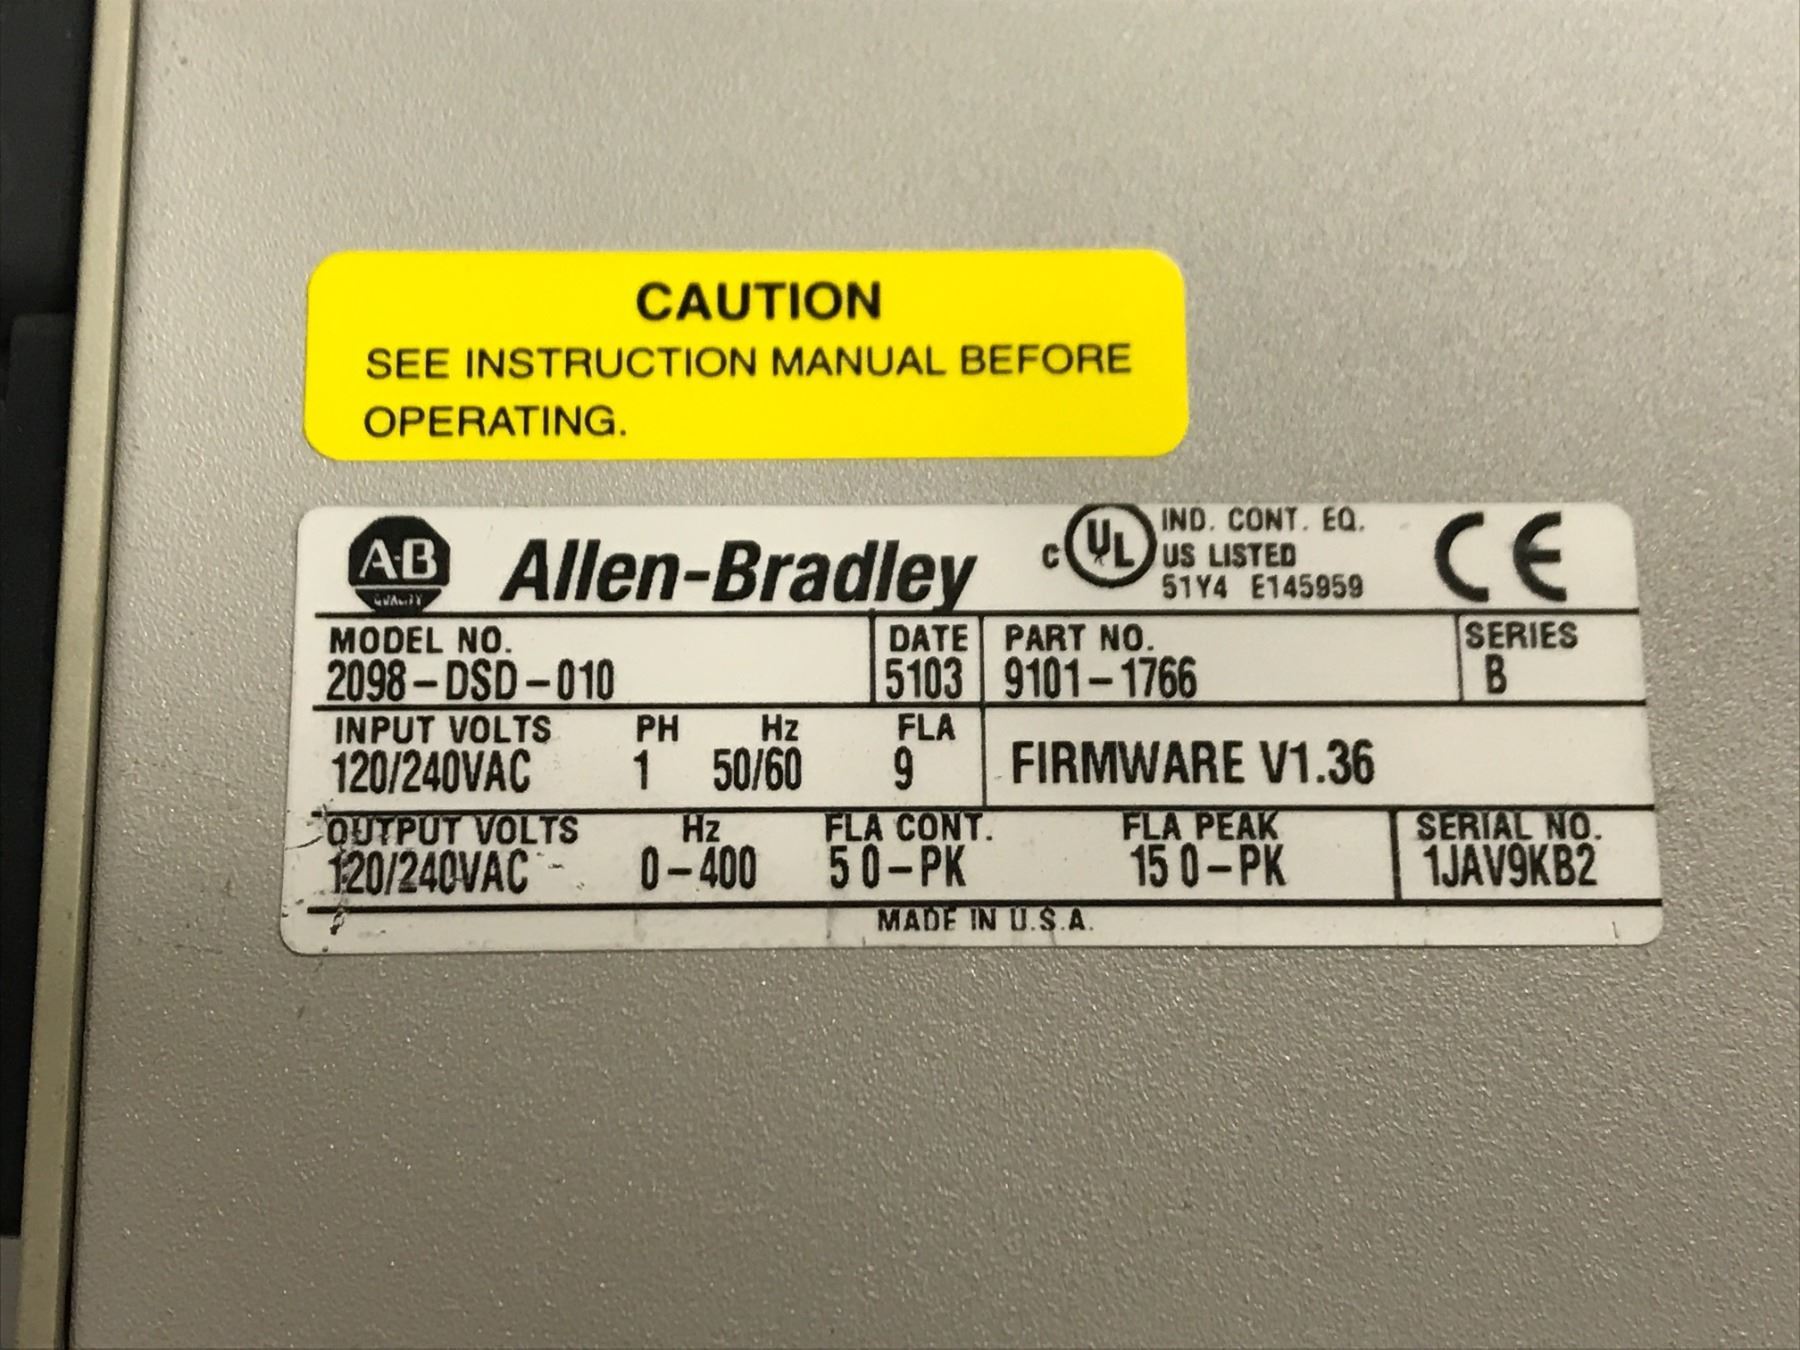 CAUTION
SEE INSTRUCTION MANUAL BEFORE
OPERATING.
A-B
QUALITY
Allen-Bradley
C UL
IND. CONT. EQ.
US LISTED
51Y4 E145959
CE
MODEL NO. DATE PART NO. SERIES
2098-DSD-010 5103 9101-1766 B
INPUT VOLTS PH Hz FLA
120/240VAC 1 50/60 9
FIRMWARE V1.36
OUTPUT VOLTS Hz FLA CONT. FLA PEAK SERIAL NO.
120/240VAC 0-400 5 0-PK 15 0-PK 1JAV9KB2
MADE IN U.S.A.